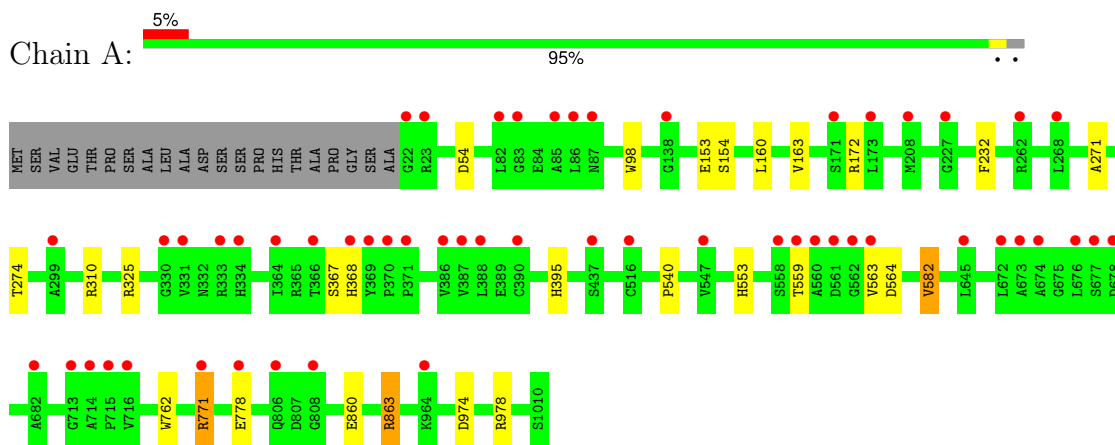 5%
Chain A:
95%
. .
MET SER VAL GLU THR PRO SER ALA LEU ALA ASP SER SER PRO HIS THR ALA PRO GLY SER ALA G22 R23 D54 L82 G83 E84 A85 L86 N87 W98 G138 E153 S154 L160 V163 S171 R172 L173 M208 G227 F232 R262 L268 A271
T274 A299 R310 R325 G330 V331 N332 R333 H334 I364 R365 T366 S367 H368 Y369 P370 P371 V386 V387 L388 E389 C390 H395 S437 C516 P540 V547 H553 S558 T559 A560 D561 G562 V563 D564 V582 L645 L672 A673 A674 G675 L676 S677 D678
A682 G713 A714 P715 V716 W762 R771 E778 Q806 D807 G808 E860 R863 K964 D974 R978 S1010